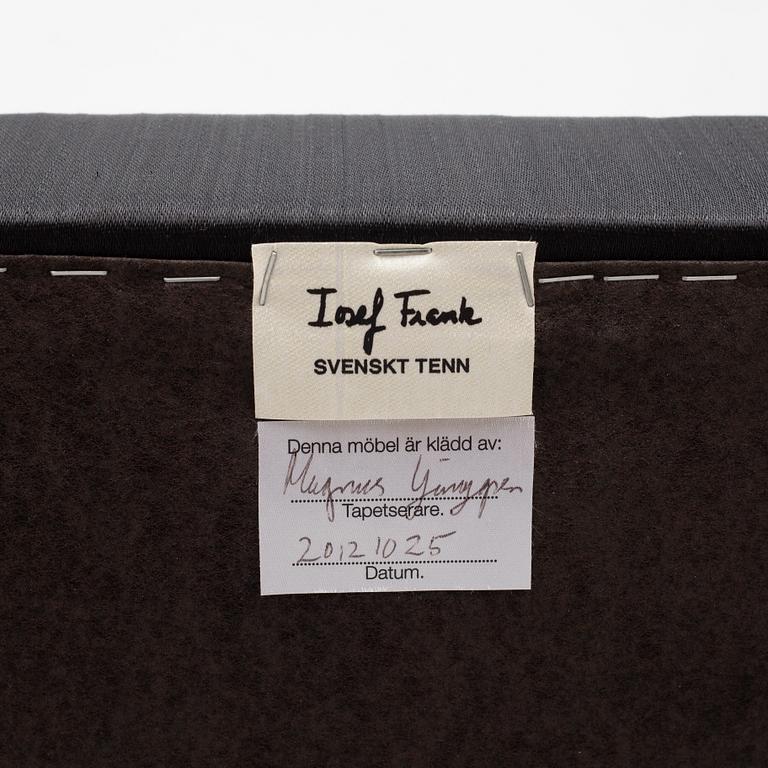 Josef Frank
SVENSKT TENN
Denna möbel är klädd av:
Magnus
Tapetserare.
20121025
Datum.